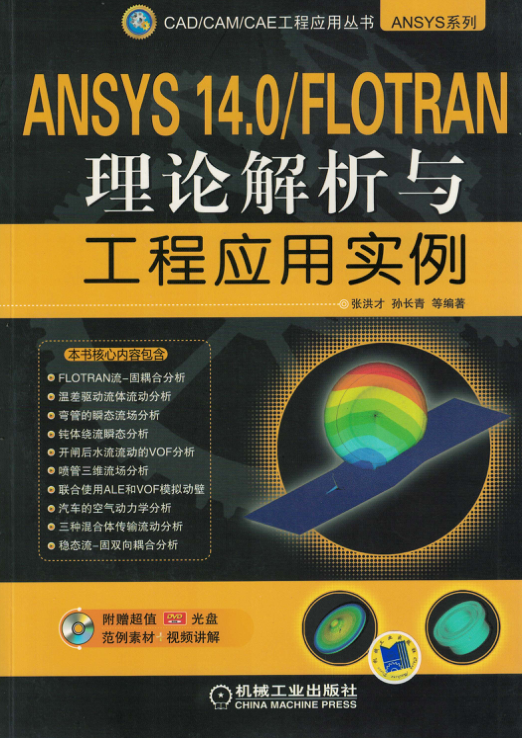 CAD/CAM/CAE工程应用丛书 ANSYS系列
ANSYS 14.0/FLOTRAN
理论解析与
工程应用实例
张洪才 孙长青 等编著
本书核心内容包含
FLOTRAN流-固耦合分析
温差驱动流体流动分析
弯管的瞬态流场分析
钝体绕流瞬态分析
开闸后水流流动的VOF分析
喷管三维流场分析
联合使用ALE和VOF模拟动壁
汽车的空气动力学分析
三种混合体传输流动分析
稳态流-固双向耦合分析
附赠超值 DVD 光盘
范例素材+视频讲解
机械工业出版社
CHINA MACHINE PRESS